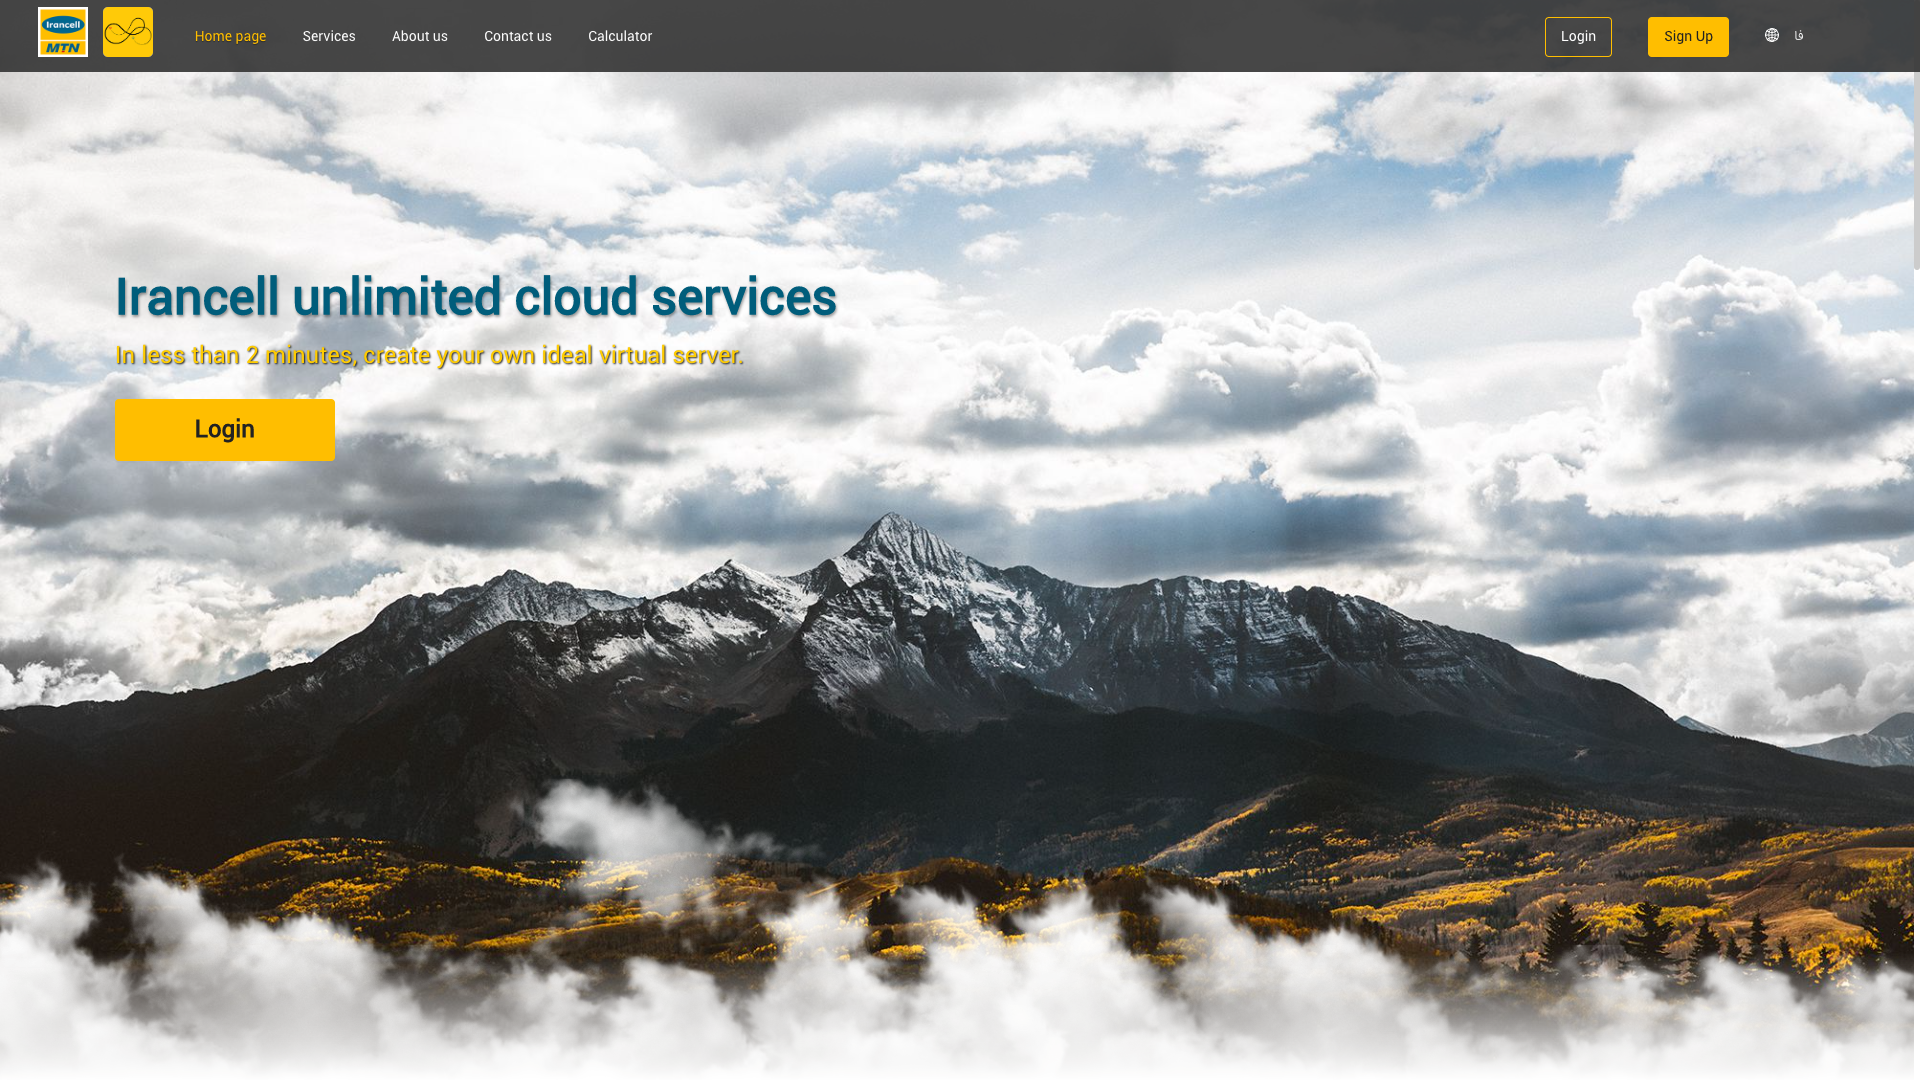 Irancell
MTN
Home page
Services
About us
Contact us
Calculator
Login
Sign Up
فا
Irancell unlimited cloud services
In less than 2 minutes, create your own ideal virtual server.
Login